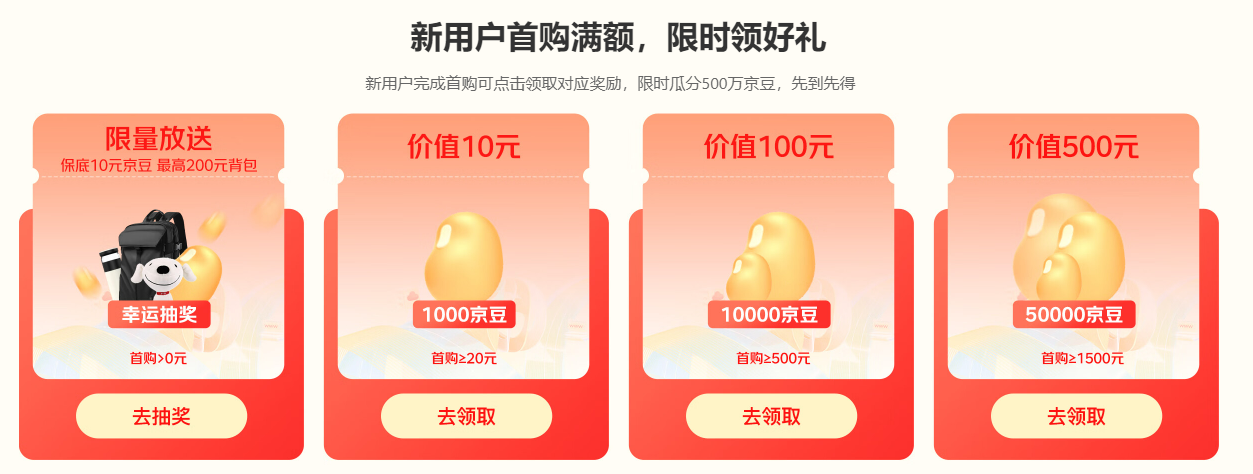 新用户首购满额，限时领好礼
新用户完成首购可点击领取对应奖励，限时瓜分500万京豆，先到先得
限量放送
保底10元京豆 最高200元背包
幸运抽奖
首购>0元
去抽奖
价值10元
1000京豆
首购≥20元
去领取
价值100元
10000京豆
首购≥500元
去领取
价值500元
50000京豆
首购≥1500元
去领取